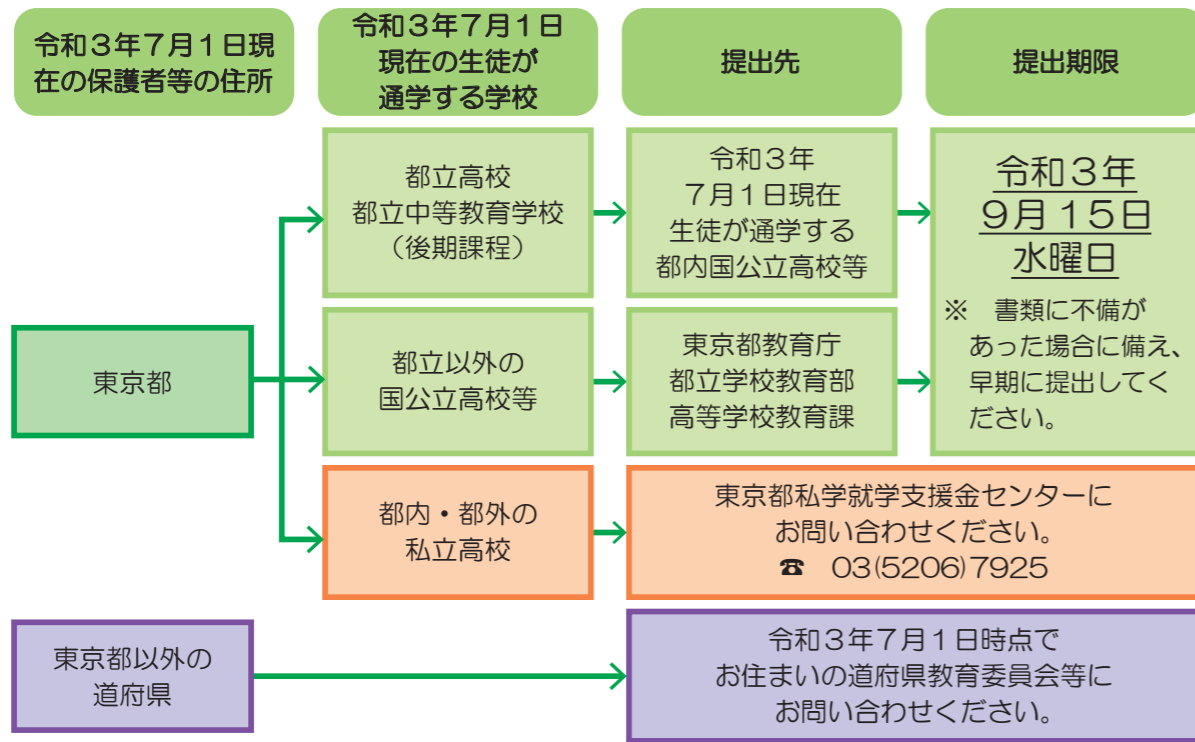 令和３年７月１日現
在の保護者等の住所
令和３年７月１日
現在の生徒が
通学する学校
提出先
提出期限
東京都
都立高校
都立中等教育学校
（後期課程）
令和３年
７月１日現在
生徒が通学する
都内国公立高校等
令和３年
９月１５日
水曜日
※　書類に不備が
あった場合に備え、
早期に提出してく
ださい。
都立以外の
国公立高校等
東京都教育庁
都立学校教育部
高等学校教育課
都内・都外の
私立高校
東京都私学就学支援金センターに
お問い合わせください。
☎　03(5206)7925
東京都以外の
道府県
令和３年７月１日時点で
お住まいの道府県教育委員会等に
お問い合わせください。